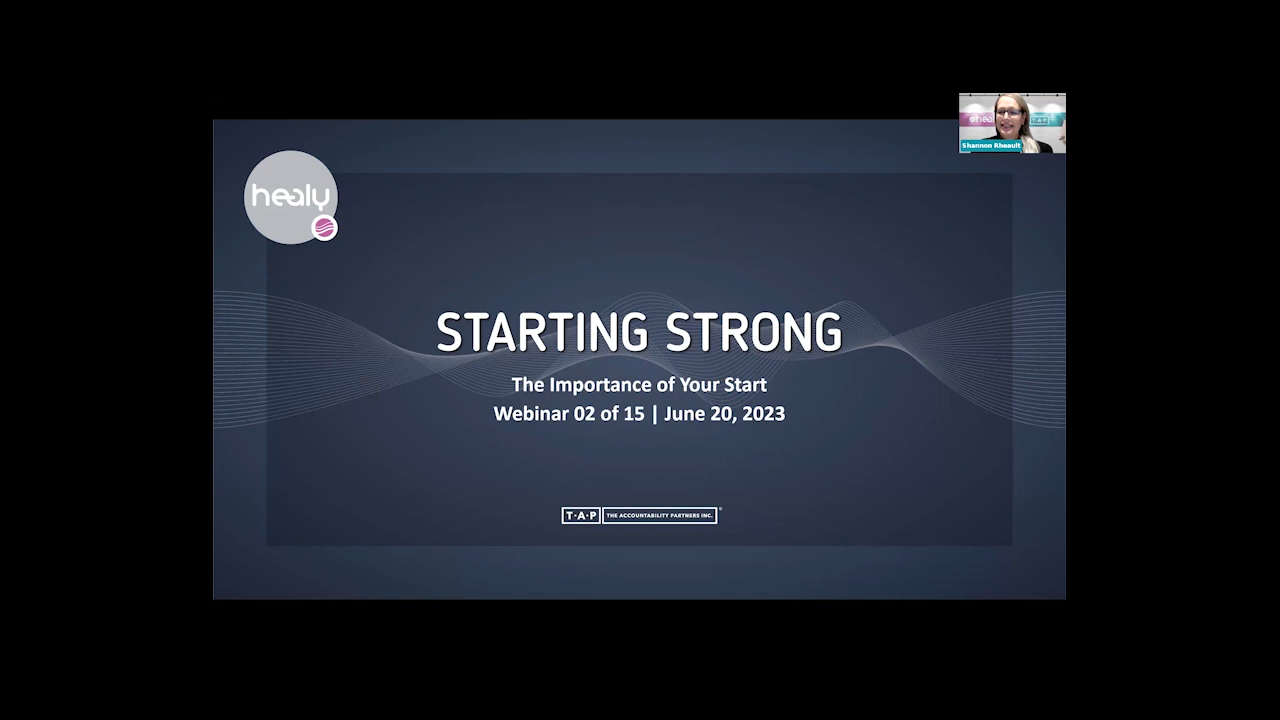 healy
Shannon Rheault
STARTING STRONG
The Importance of Your Start
Webinar 02 of 15 | June 20, 2023
T·A·P THE ACCOUNTABILITY PARTNERS INC.